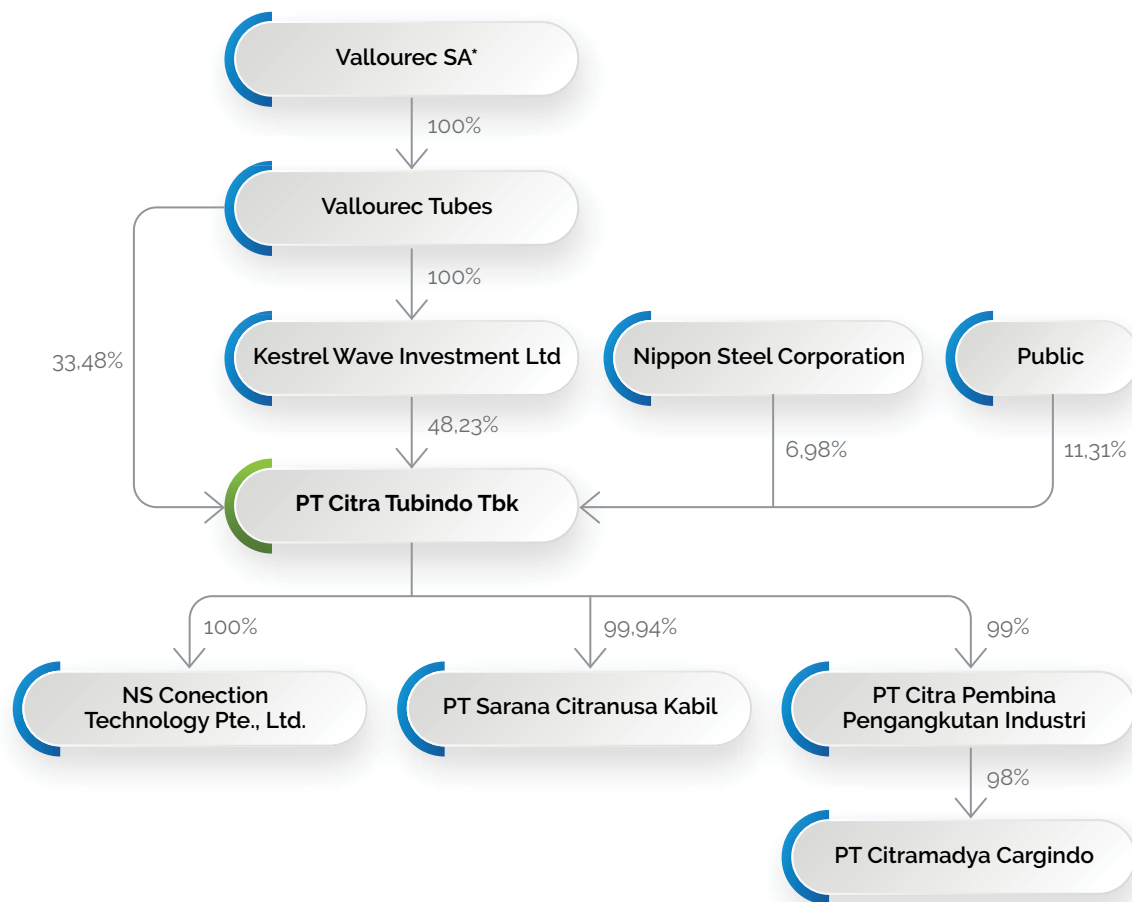 Vallourec SA*
100%
Vallourec Tubes
100%
33,48%
Kestrel Wave Investment Ltd
Nippon Steel Corporation
Public
48,23%
6,98%
11,31%
PT Citra Tubindo Tbk
100%
99,94%
99%
NS Conection
Technology Pte., Ltd.
PT Sarana Citranusa Kabil
PT Citra Pembina
Pengangkutan Industri
98%
PT Citramadya Cargindo